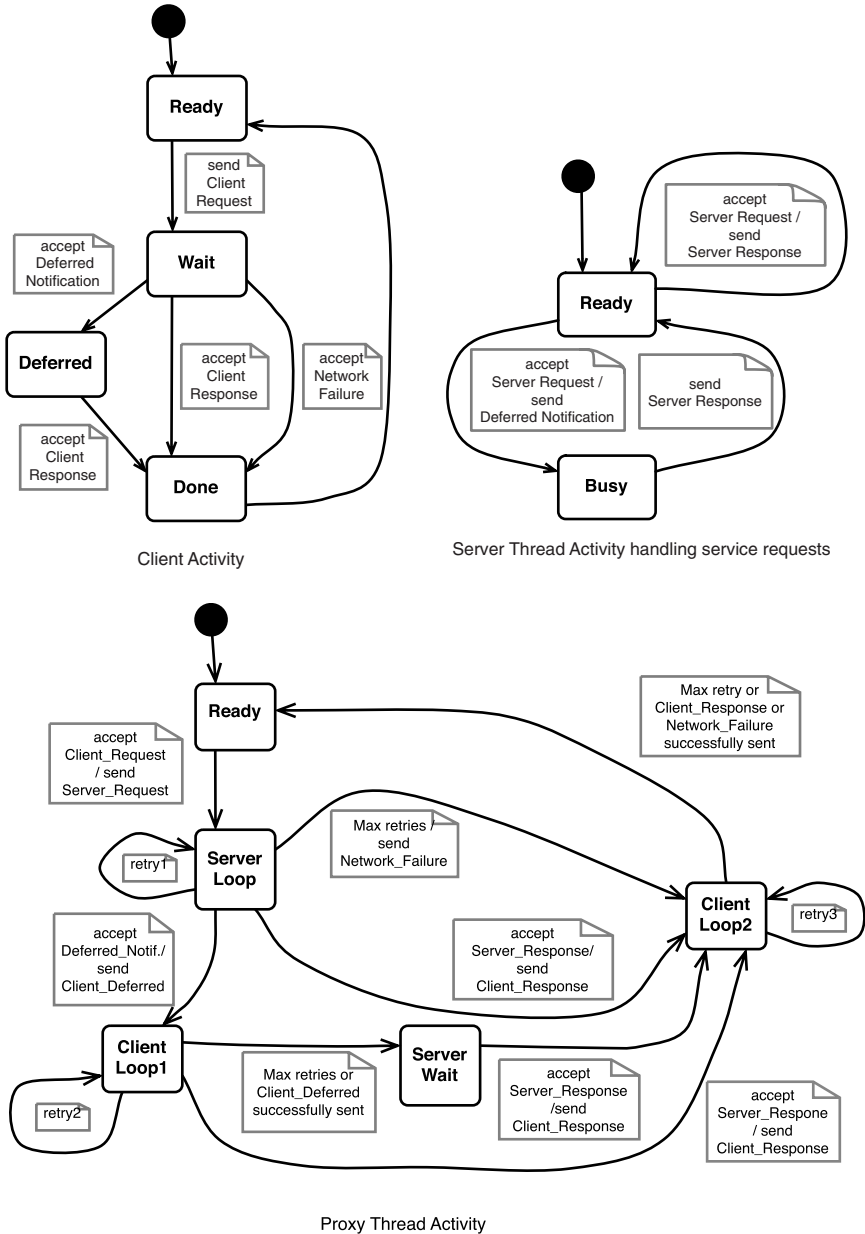 Ready
send
Client
Request
accept
Deferred
Notification
Wait
Deferred
accept
Client
Response
accept
Network
Failure
accept
Client
Response
Done
Client Activity
accept
Server Request /
send
Server Response
Ready
accept
Server Request /
send
Deferred Notification
send
Server Response
Busy
Server Thread Activity handling service requests
Ready
Max retry or
Client_Response or
Network_Failure
successfully sent
accept
Client_Request
/ send
Server_Request
Max retries /
send
Network_Failure
Server
Loop
retry1
Client
Loop2
retry3
accept
Deferred_Notif./
send
Client_Deferred
accept
Server_Response/
send
Client_Response
Client
Loop1
Server
Wait
retry2
Max retries or
Client_Deferred
successfully sent
accept
Server_Response
/send
Client_Response
accept
Server_Respone
/ send
Client_Response
Proxy Thread Activity